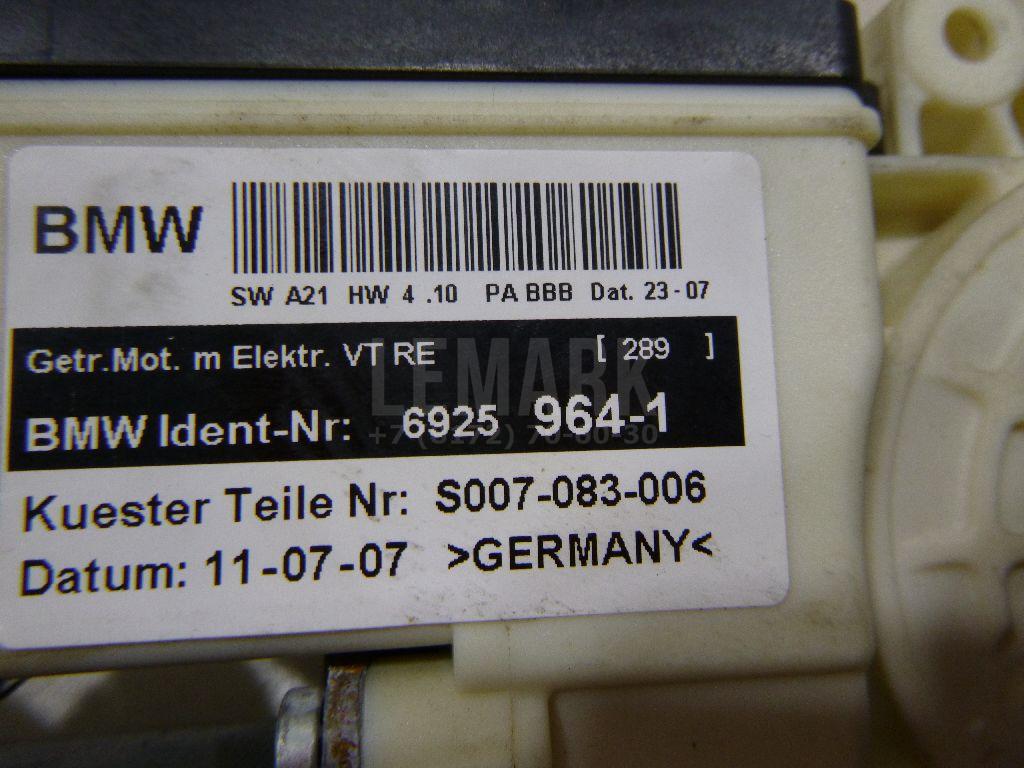 BMW
SW A21 HW 4 .10 PA BBB Dat. 23-07
Getr.Mot. m Elektr. VT RE [ 289 ]
LEMARK
BMW Ident-Nr: 6925 964-1
Kuester Teile Nr: S007-083-006
Datum: 11-07-07 >GERMANY<